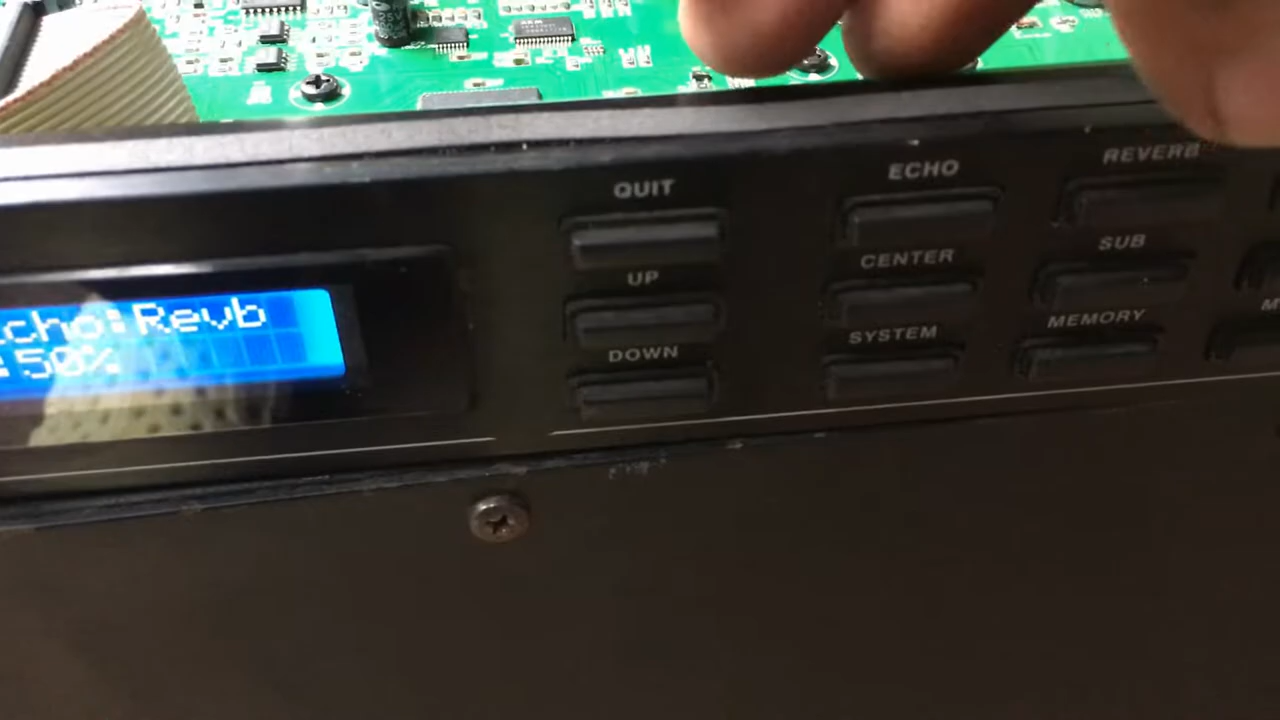 QUIT
ECHO
REVERB
UP
CENTER
SUB
DOWN
SYSTEM
MEMORY
cho:Revb
:50%